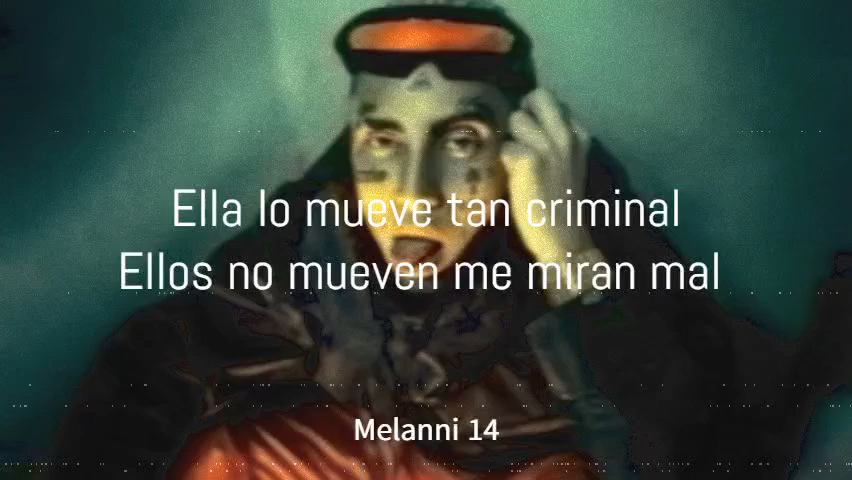 Ella lo mueve tan criminal
Ellos no mueven me miran mal
Melanni 14